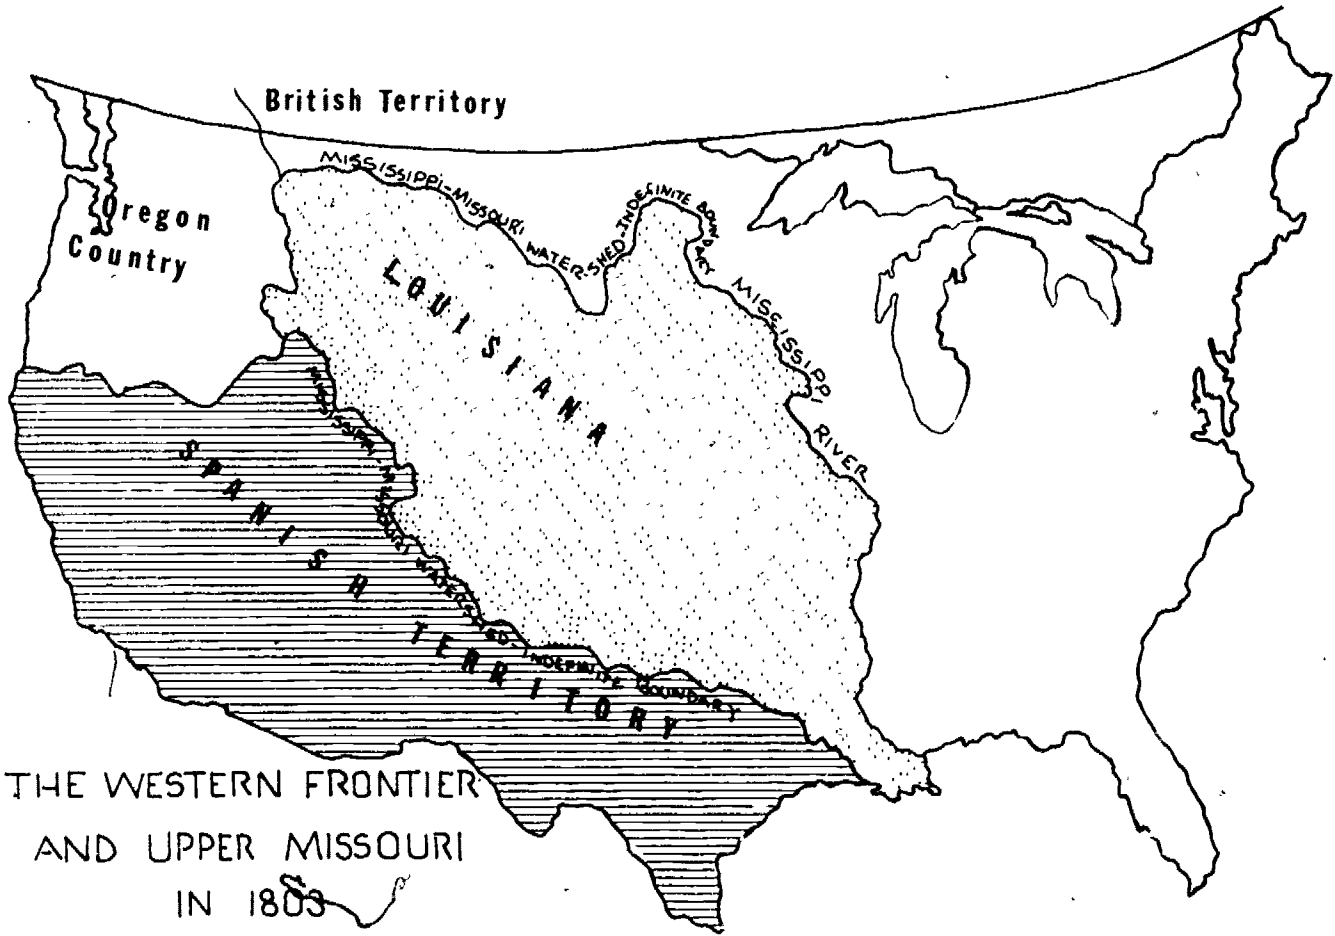 British Territory
MISSISSIPPI-MISSOURI WATER-SHED-INDEFINITE BOUNDARY
Oregon
Country
LOUISIANA
MISSISSIPPI RIVER
MISSISSIPPI-MISSOURI WATERSHED-INDEFINITE BOUNDARY
SPANISH TERRITORY
THE WESTERN FRONTIER
AND UPPER MISSOURI
IN 1803